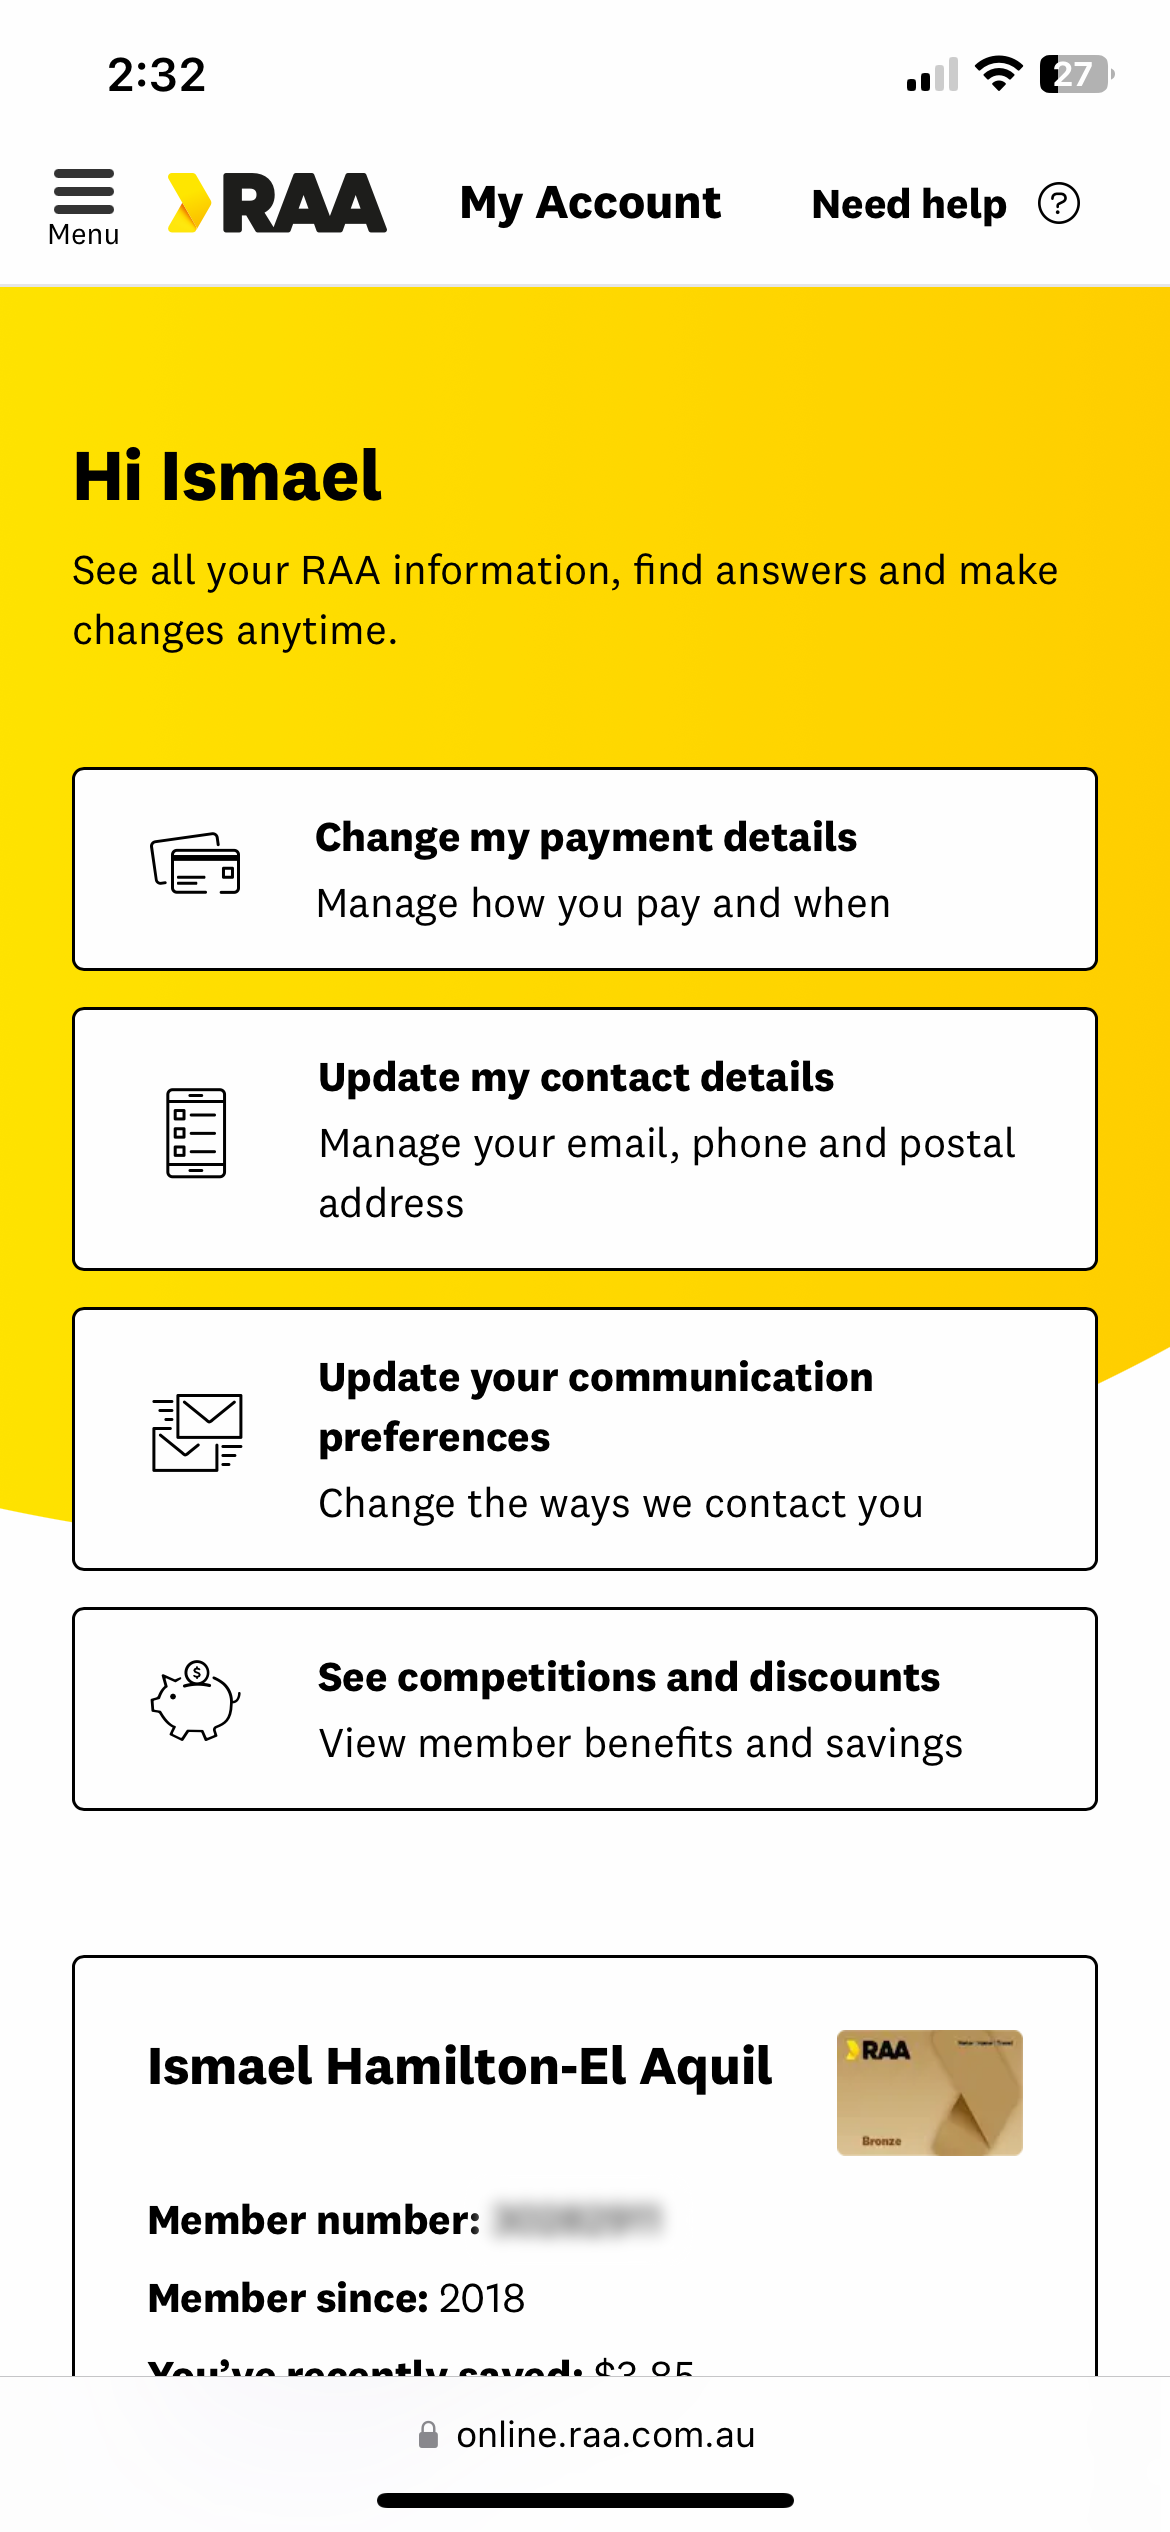 2:32
27
Menu
RAA
My Account
Need help
?
Hi Ismael
See all your RAA information, find answers and make
changes anytime.
Change my payment details
Manage how you pay and when
Update my contact details
Manage your email, phone and postal
address
Update your communication
preferences
Change the ways we contact you
$
See competitions and discounts
View member benefits and savings
Ismael Hamilton-El Aquil
RAA
Bronze
Member number:
Member since: 2018
You've recently saved: $3.85
online.raa.com.au